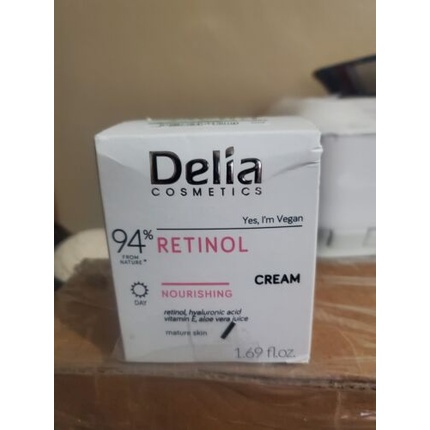 Delia
COSMETICS
Yes, I'm Vegan
94% RETINOL
FROM
NATURE*
CREAM
NOURISHING
DAY
retinol, hyaluronic acid
vitamin E, aloe vera juice
mature skin
1.69 fl.oz.